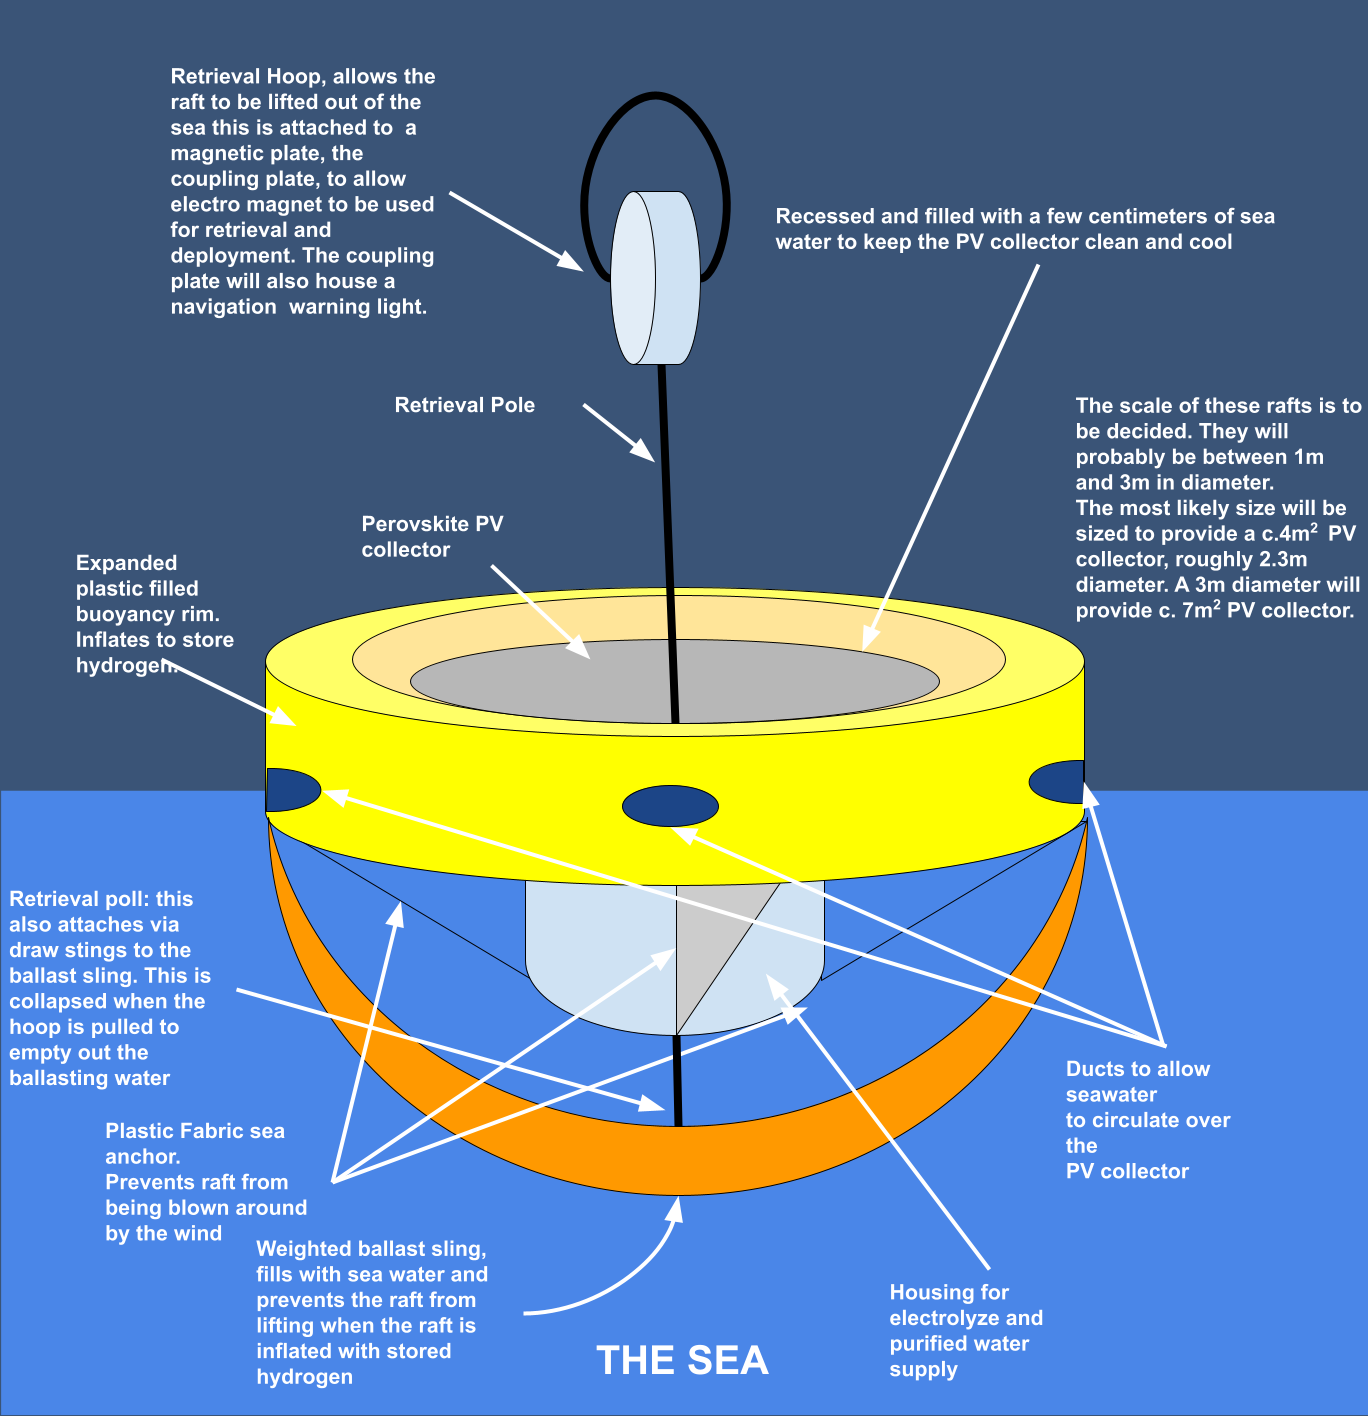 Retrieval Hoop, allows the
raft to be lifted out of the
sea this is attached to  a
magnetic plate, the
coupling plate, to allow
electro magnet to be used
for retrieval and
deployment. The coupling
plate will also house a
navigation  warning light.
Recessed and filled with a few centimeters of sea
water to keep the PV collector clean and cool
Retrieval Pole
The scale of these rafts is to
be decided. They will
probably be between 1m
and 3m in diameter.
The most likely size will be
sized to provide a c.4m²  PV
collector, roughly 2.3m
diameter. A 3m diameter will
provide c. 7m² PV collector.
Perovskite PV
collector
Expanded
plastic filled
buoyancy rim.
Inflates to store
hydrogen.
Retrieval poll: this
also attaches via
draw stings to the
ballast sling. This is
collapsed when the
hoop is pulled to
empty out the
ballasting water
Ducts to allow
seawater
to circulate over
the
PV collector
Plastic Fabric sea
anchor.
Prevents raft from
being blown around
by the wind
Weighted ballast sling,
fills with sea water and
prevents the raft from
lifting when the raft is
inflated with stored
hydrogen
Housing for
electrolyze and
purified water
supply
THE SEA